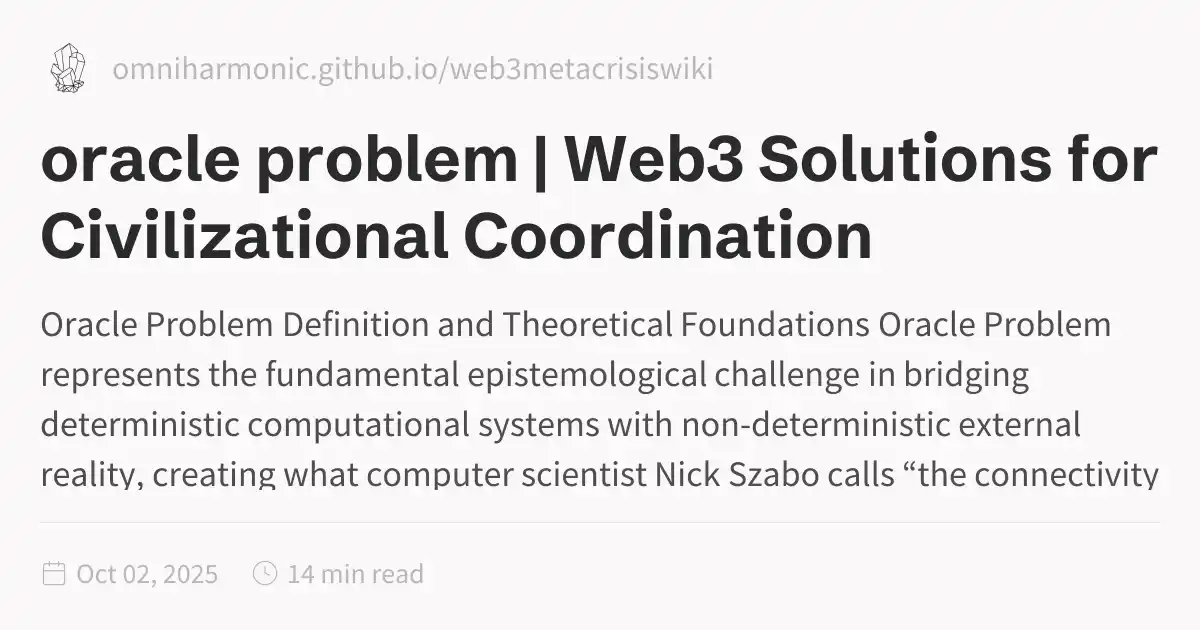 omniharmonic.github.io/web3metacrisiswiki
oracle problem | Web3 Solutions for
Civilizational Coordination
Oracle Problem Definition and Theoretical Foundations Oracle Problem
represents the fundamental epistemological challenge in bridging
deterministic computational systems with non-deterministic external
reality, creating what computer scientist Nick Szabo calls “the connectivity
Oct 02, 2025
14 min read